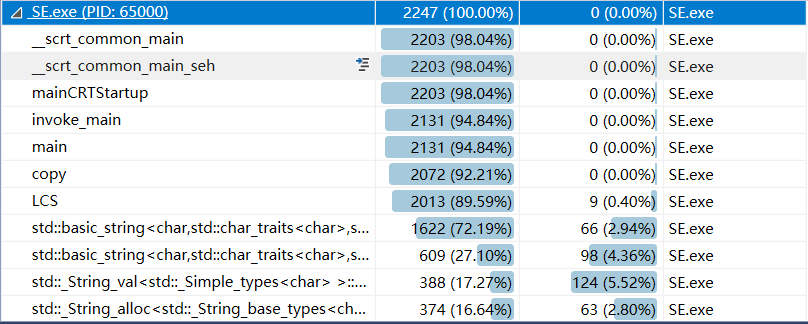 SE.exe (PID: 65000) 2247 (100.00%) 0 (0.00%) SE.exe
__scrt_common_main 2203 (98.04%) 0 (0.00%) SE.exe
__scrt_common_main_seh 2203 (98.04%) 0 (0.00%) SE.exe
mainCRTStartup 2203 (98.04%) 0 (0.00%) SE.exe
invoke_main 2131 (94.84%) 0 (0.00%) SE.exe
main 2131 (94.84%) 0 (0.00%) SE.exe
copy 2072 (92.21%) 0 (0.00%) SE.exe
LCS 2013 (89.59%) 9 (0.40%) SE.exe
std::basic_string<char,std::char_traits<char>,s... 1622 (72.19%) 66 (2.94%) SE.exe
std::basic_string<char,std::char_traits<char>,s... 609 (27.10%) 98 (4.36%) SE.exe
std::_String_val<std::_Simple_types<char> >::... 388 (17.27%) 124 (5.52%) SE.exe
std::_String_alloc<std::_String_base_types<ch... 374 (16.64%) 63 (2.80%) SE.exe